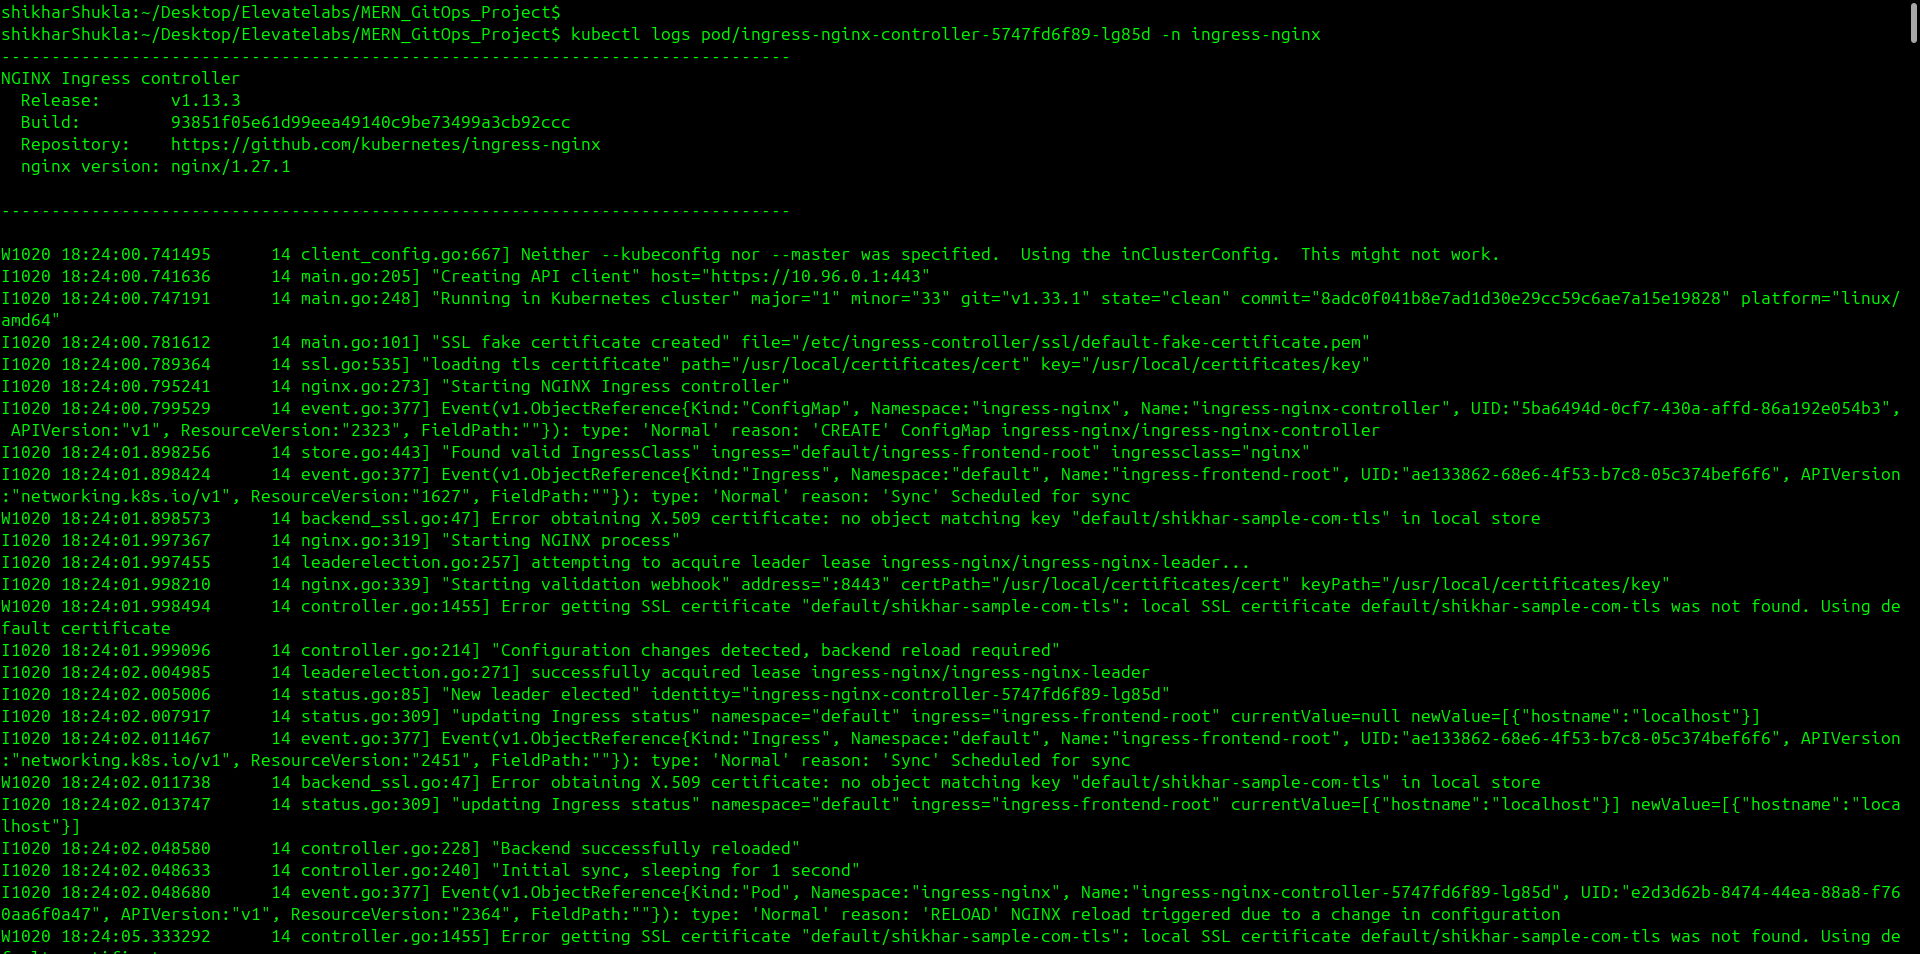 shikharShukla:~/Desktop/Elevatelabs/MERN_GitOps_Project$
shikharShukla:~/Desktop/Elevatelabs/MERN_GitOps_Project$ kubectl logs pod/ingress-nginx-controller-5747fd6f89-lg85d -n ingress-nginx
-------------------------------------------------------------------------------
NGINX Ingress controller
  Release:       v1.13.3
  Build:         93851f05e61d99eea49140c9be73499a3cb92ccc
  Repository:    https://github.com/kubernetes/ingress-nginx
  nginx version: nginx/1.27.1
-------------------------------------------------------------------------------
W1020 18:24:00.741495      14 client_config.go:667] Neither --kubeconfig nor --master was specified.  Using the inClusterConfig.  This might not work.
I1020 18:24:00.741636      14 main.go:205] "Creating API client" host="https://10.96.0.1:443"
I1020 18:24:00.747191      14 main.go:248] "Running in Kubernetes cluster" major="1" minor="33" git="v1.33.1" state="clean" commit="8adc0f041b8e7ad1d30e29cc59c6ae7a15e19828" platform="linux/
amd64"
I1020 18:24:00.781612      14 main.go:101] "SSL fake certificate created" file="/etc/ingress-controller/ssl/default-fake-certificate.pem"
I1020 18:24:00.789364      14 ssl.go:535] "loading tls certificate" path="/usr/local/certificates/cert" key="/usr/local/certificates/key"
I1020 18:24:00.795241      14 nginx.go:273] "Starting NGINX Ingress controller"
I1020 18:24:00.799529      14 event.go:377] Event(v1.ObjectReference{Kind:"ConfigMap", Namespace:"ingress-nginx", Name:"ingress-nginx-controller", UID:"5ba6494d-0cf7-430a-affd-86a192e054b3",
 APIVersion:"v1", ResourceVersion:"2323", FieldPath:""}): type: 'Normal' reason: 'CREATE' ConfigMap ingress-nginx/ingress-nginx-controller
I1020 18:24:01.898256      14 store.go:443] "Found valid IngressClass" ingress="default/ingress-frontend-root" ingressclass="nginx"
I1020 18:24:01.898424      14 event.go:377] Event(v1.ObjectReference{Kind:"Ingress", Namespace:"default", Name:"ingress-frontend-root", UID:"ae133862-68e6-4f53-b7c8-05c374bef6f6", APIVersion
:"networking.k8s.io/v1", ResourceVersion:"1627", FieldPath:""}): type: 'Normal' reason: 'Sync' Scheduled for sync
W1020 18:24:01.898573      14 backend_ssl.go:47] Error obtaining X.509 certificate: no object matching key "default/shikhar-sample-com-tls" in local store
I1020 18:24:01.997367      14 nginx.go:319] "Starting NGINX process"
I1020 18:24:01.997455      14 leaderelection.go:257] attempting to acquire leader lease ingress-nginx/ingress-nginx-leader...
I1020 18:24:01.998210      14 nginx.go:339] "Starting validation webhook" address=":8443" certPath="/usr/local/certificates/cert" keyPath="/usr/local/certificates/key"
W1020 18:24:01.998494      14 controller.go:1455] Error getting SSL certificate "default/shikhar-sample-com-tls": local SSL certificate default/shikhar-sample-com-tls was not found. Using de
fault certificate
I1020 18:24:01.999096      14 controller.go:214] "Configuration changes detected, backend reload required"
I1020 18:24:02.004985      14 leaderelection.go:271] successfully acquired lease ingress-nginx/ingress-nginx-leader
I1020 18:24:02.005006      14 status.go:85] "New leader elected" identity="ingress-nginx-controller-5747fd6f89-lg85d"
I1020 18:24:02.007917      14 status.go:309] "updating Ingress status" namespace="default" ingress="ingress-frontend-root" currentValue=null newValue=[{"hostname":"localhost"}]
I1020 18:24:02.011467      14 event.go:377] Event(v1.ObjectReference{Kind:"Ingress", Namespace:"default", Name:"ingress-frontend-root", UID:"ae133862-68e6-4f53-b7c8-05c374bef6f6", APIVersion
:"networking.k8s.io/v1", ResourceVersion:"2451", FieldPath:""}): type: 'Normal' reason: 'Sync' Scheduled for sync
W1020 18:24:02.011738      14 backend_ssl.go:47] Error obtaining X.509 certificate: no object matching key "default/shikhar-sample-com-tls" in local store
I1020 18:24:02.013747      14 status.go:309] "updating Ingress status" namespace="default" ingress="ingress-frontend-root" currentValue=[{"hostname":"localhost"}] newValue=[{"hostname":"loca
lhost"}]
I1020 18:24:02.048580      14 controller.go:228] "Backend successfully reloaded"
I1020 18:24:02.048633      14 controller.go:240] "Initial sync, sleeping for 1 second"
I1020 18:24:02.048680      14 event.go:377] Event(v1.ObjectReference{Kind:"Pod", Namespace:"ingress-nginx", Name:"ingress-nginx-controller-5747fd6f89-lg85d", UID:"e2d3d62b-8474-44ea-88a8-f76
0aa6f0a47", APIVersion:"v1", ResourceVersion:"2364", FieldPath:""}): type: 'Normal' reason: 'RELOAD' NGINX reload triggered due to a change in configuration
W1020 18:24:05.333292      14 controller.go:1455] Error getting SSL certificate "default/shikhar-sample-com-tls": local SSL certificate default/shikhar-sample-com-tls was not found. Using de